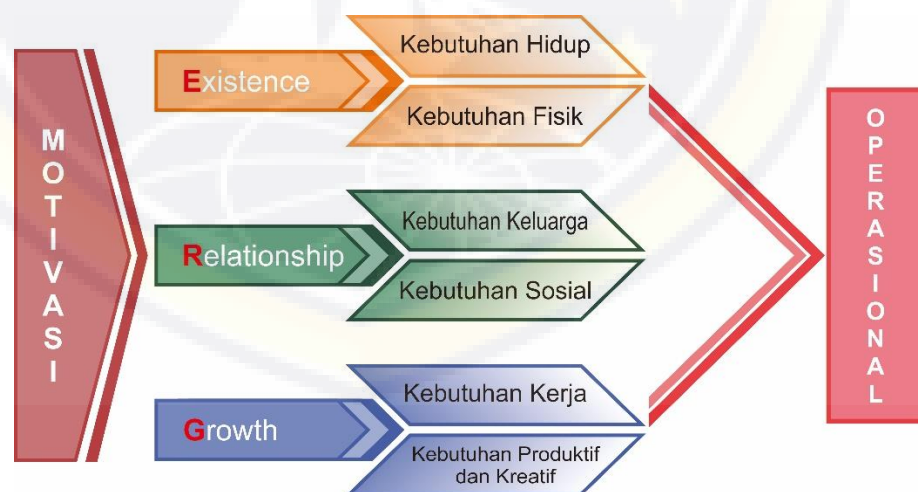 MOTIVASI
Existence
Kebutuhan Hidup
Kebutuhan Fisik
Relationship
Kebutuhan Keluarga
Kebutuhan Sosial
Growth
Kebutuhan Kerja
Kebutuhan Produktif
dan Kreatif
OPERASIONAL